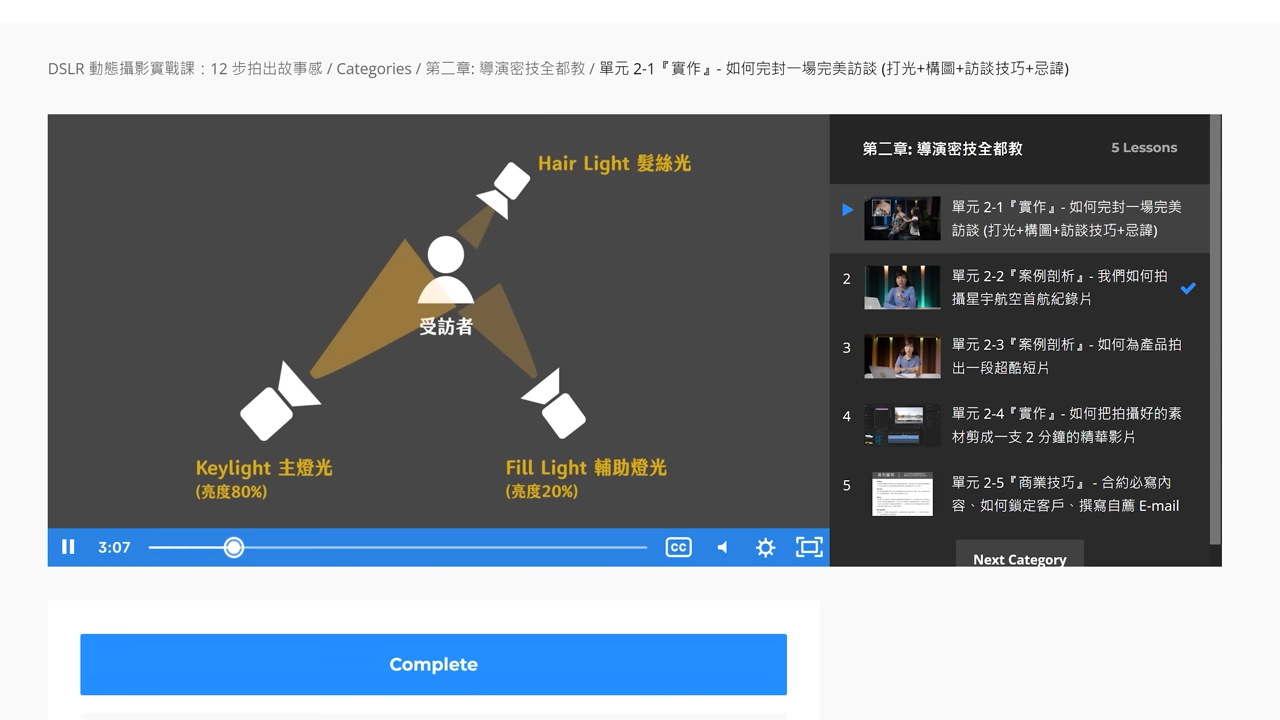 DSLR 動態攝影實戰課：12 步拍出故事感 / Categories / 第二章: 導演密技全都教 / 單元 2-1『實作』- 如何完封一場完美訪談 (打光+構圖+訪談技巧+忌諱)
Hair Light 髮絲光
受訪者
Keylight 主燈光
(亮度80%)
Fill Light 輔助燈光
(亮度20%)
3:07
CC
第二章: 導演密技全都教
5 Lessons
單元 2-1『實作』- 如何完封一場完美
訪談 (打光+構圖+訪談技巧+忌諱)
2
單元 2-2『案例剖析』- 我們如何拍
攝星宇航空首航紀錄片
3
單元 2-3『案例剖析』- 如何為產品拍
出一段超酷短片
4
單元 2-4『實作』- 如何把拍攝好的素
材剪成一支 2 分鐘的精華影片
5
單元 2-5『商業技巧』 - 合約必要內
容、如何鎖定客戶、撰寫自薦 E-mail
Next Category
Complete